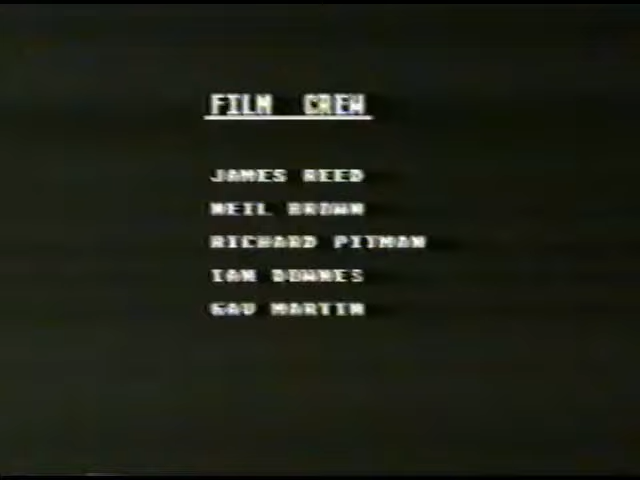 FILM CREW
JAMES REED
NEIL BROWN
RICHARD PITMAN
IAN DOWNES
GAV MARTIN